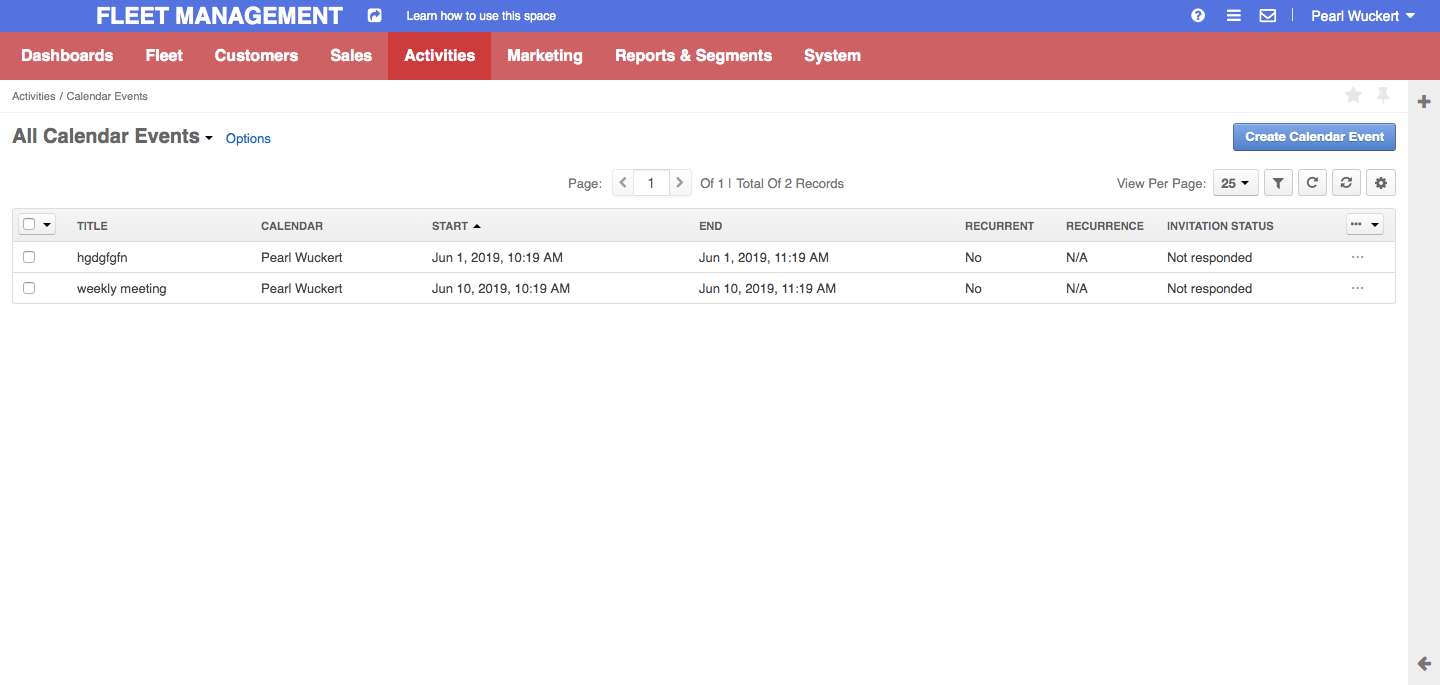 FLEET MANAGEMENT Learn how to use this space Pearl Wuckert
Dashboards Fleet Customers Sales Activities Marketing Reports & Segments System
Activities / Calendar Events
All Calendar Events Options Create Calendar Event
Page: 1 Of 1 | Total Of 2 Records View Per Page: 25
TITLE CALENDAR START END RECURRENT RECURRENCE INVITATION STATUS
hgdgfgfn Pearl Wuckert Jun 1, 2019, 10:19 AM Jun 1, 2019, 11:19 AM No N/A Not responded
weekly meeting Pearl Wuckert Jun 10, 2019, 10:19 AM Jun 10, 2019, 11:19 AM No N/A Not responded